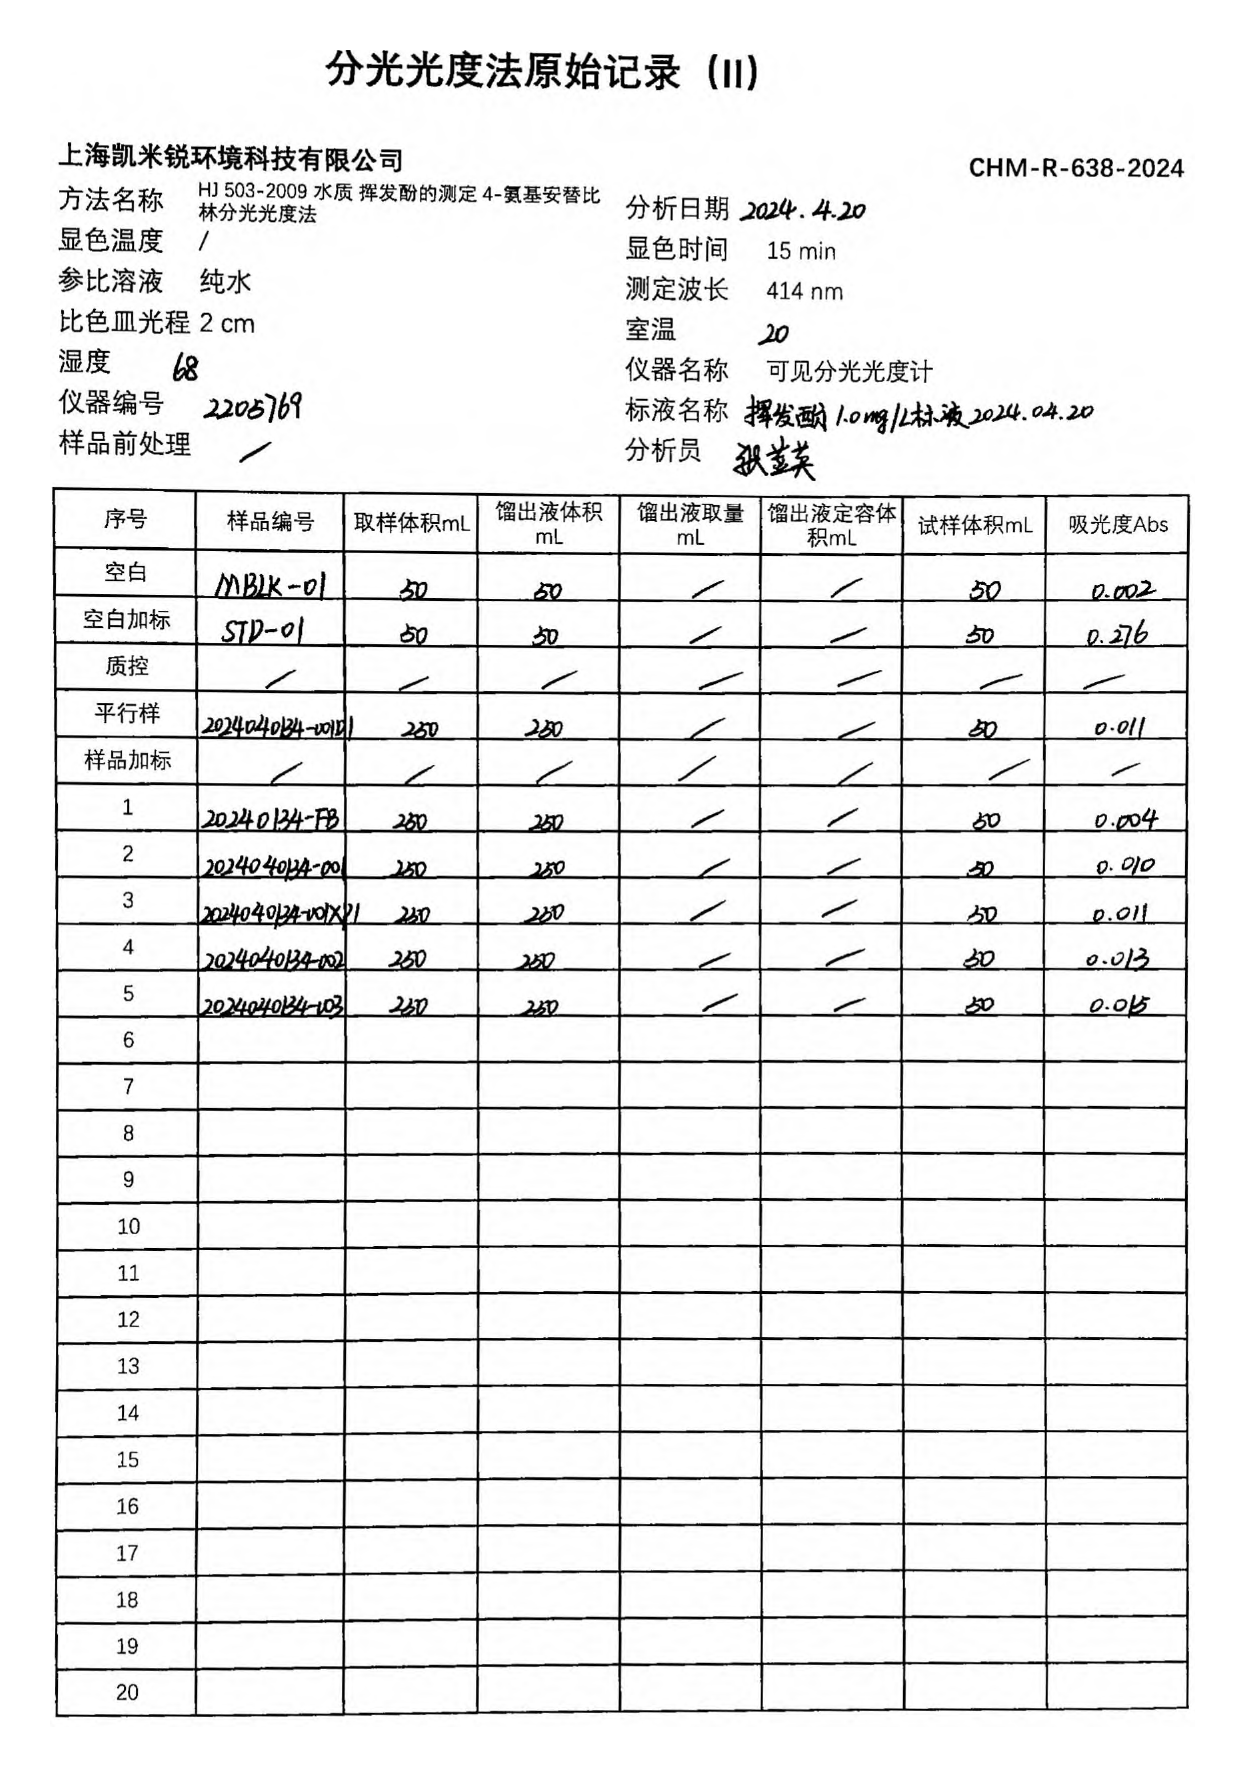 分光光度法原始记录（II）
上海凯米锐环境科技有限公司
CHM-R-638-2024
方法名称 HJ 503-2009 水质 挥发酚的测定 4-氨基安替比
林分光光度法
分析日期 2024.4.20
显色温度 /
显色时间 15 min
参比溶液 纯水
测定波长 414 nm
比色皿光程 2 cm
室温 20
湿度 68
仪器名称 可见分光光度计
仪器编号 2205769
标液名称 挥发酚1.0mg/L标液2024.04.20
样品前处理 /
分析员
序号 样品编号 取样体积mL 馏出液体积mL 馏出液取量mL 馏出液定容体积mL 试样体积mL 吸光度Abs
空白 MBLK-01 50 50 / / 50 0.002
空白加标 STD-01 50 50 / / 50 0.276
质控 / / / / / / /
平行样 2024040134-001D1 250 250 / / 50 0.011
样品加标 / / / / / / /
1 20240134-FB 250 250 / / 50 0.004
2 2024040134-001 250 250 / / 50 0.010
3 2024040134-001XP1 250 250 / / 50 0.011
4 2024040134-002 250 250 / / 50 0.013
5 2024040134-003 250 250 / / 50 0.015
6
7
8
9
10
11
12
13
14
15
16
17
18
19
20